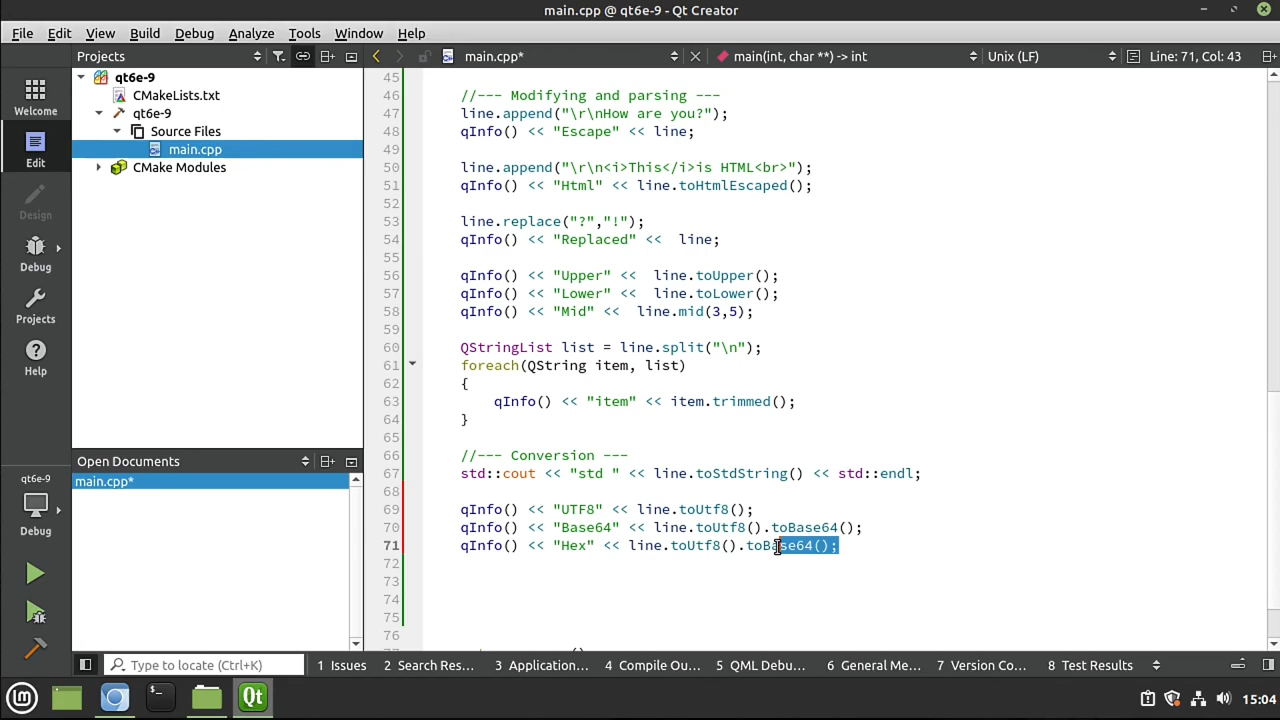 main.cpp @ qt6e-9 - Qt Creator
File Edit View Build Debug Analyze Tools Window Help
Projects main.cpp* main(int, char **) -> int Unix (LF) Line: 71, Col: 43
qt6e-9
CMakeLists.txt
qt6e-9
Source Files
main.cpp
CMake Modules
Welcome
Edit
Design
Debug
Projects
Help
qt6e-9
Debug
Open Documents
main.cpp*
45
46 //--- Modifying and parsing ---
47 line.append("\r\nHow are you?");
48 qInfo() << "Escape" << line;
49
50 line.append("\r\n<i>This</i>is HTML<br>");
51 qInfo() << "Html" << line.toHtmlEscaped();
52
53 line.replace("?","!");
54 qInfo() << "Replaced" <<  line;
55
56 qInfo() << "Upper" <<  line.toUpper();
57 qInfo() << "Lower" <<  line.toLower();
58 qInfo() << "Mid" <<  line.mid(3,5);
59
60 QStringList list = line.split("\n");
61 foreach(QString item, list)
62 {
63 qInfo() << "item" << item.trimmed();
64 }
65
66 //--- Conversion ---
67 std::cout << "std " << line.toStdString() << std::endl;
68
69 qInfo() << "UTF8" << line.toUtf8();
70 qInfo() << "Base64" << line.toUtf8().toBase64();
71 qInfo() << "Hex" << line.toUtf8().toBase64();
72
73
74
75
76
Type to locate (Ctrl+K) 1 Issues 2 Search Res... 3 Application... 4 Compile Ou... 5 QML Debu... 6 General Me... 7 Version Co... 8 Test Results
15:04